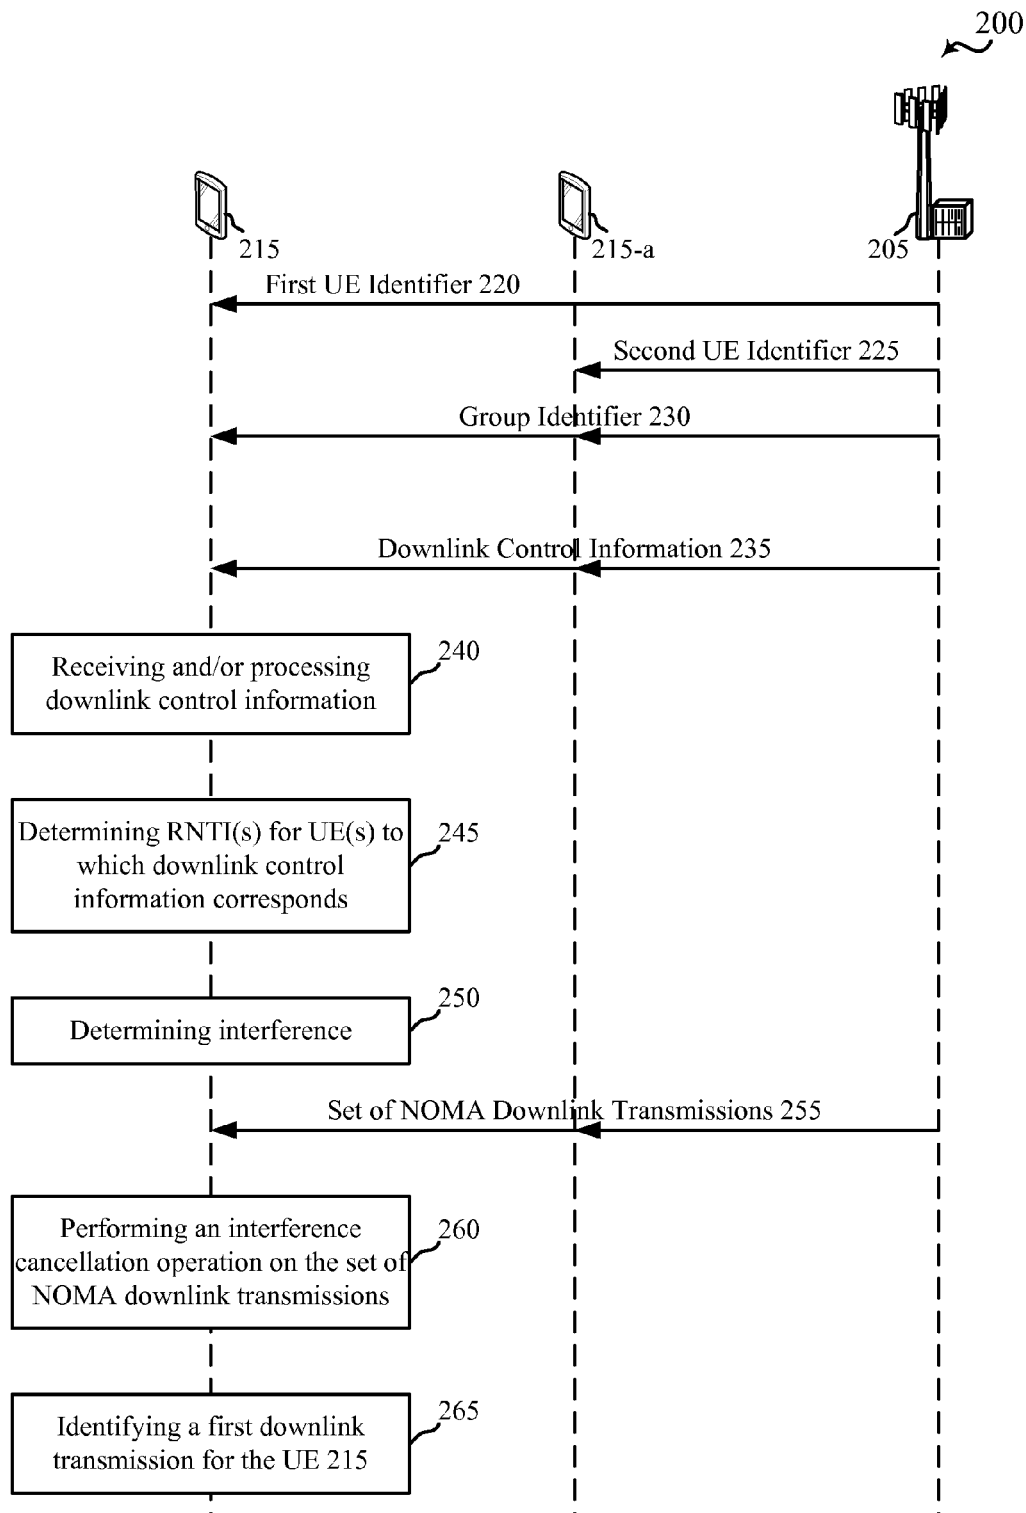 200
215
215-a
205
First UE Identifier 220
Second UE Identifier 225
Group Identifier 230
Downlink Control Information 235
Receiving and/or processing
downlink control information
240
Determining RNTI(s) for UE(s) to
which downlink control
information corresponds
245
Determining interference
250
Set of NOMA Downlink Transmissions 255
Performing an interference
cancellation operation on the set of
NOMA downlink transmissions
260
Identifying a first downlink
transmission for the UE 215
265